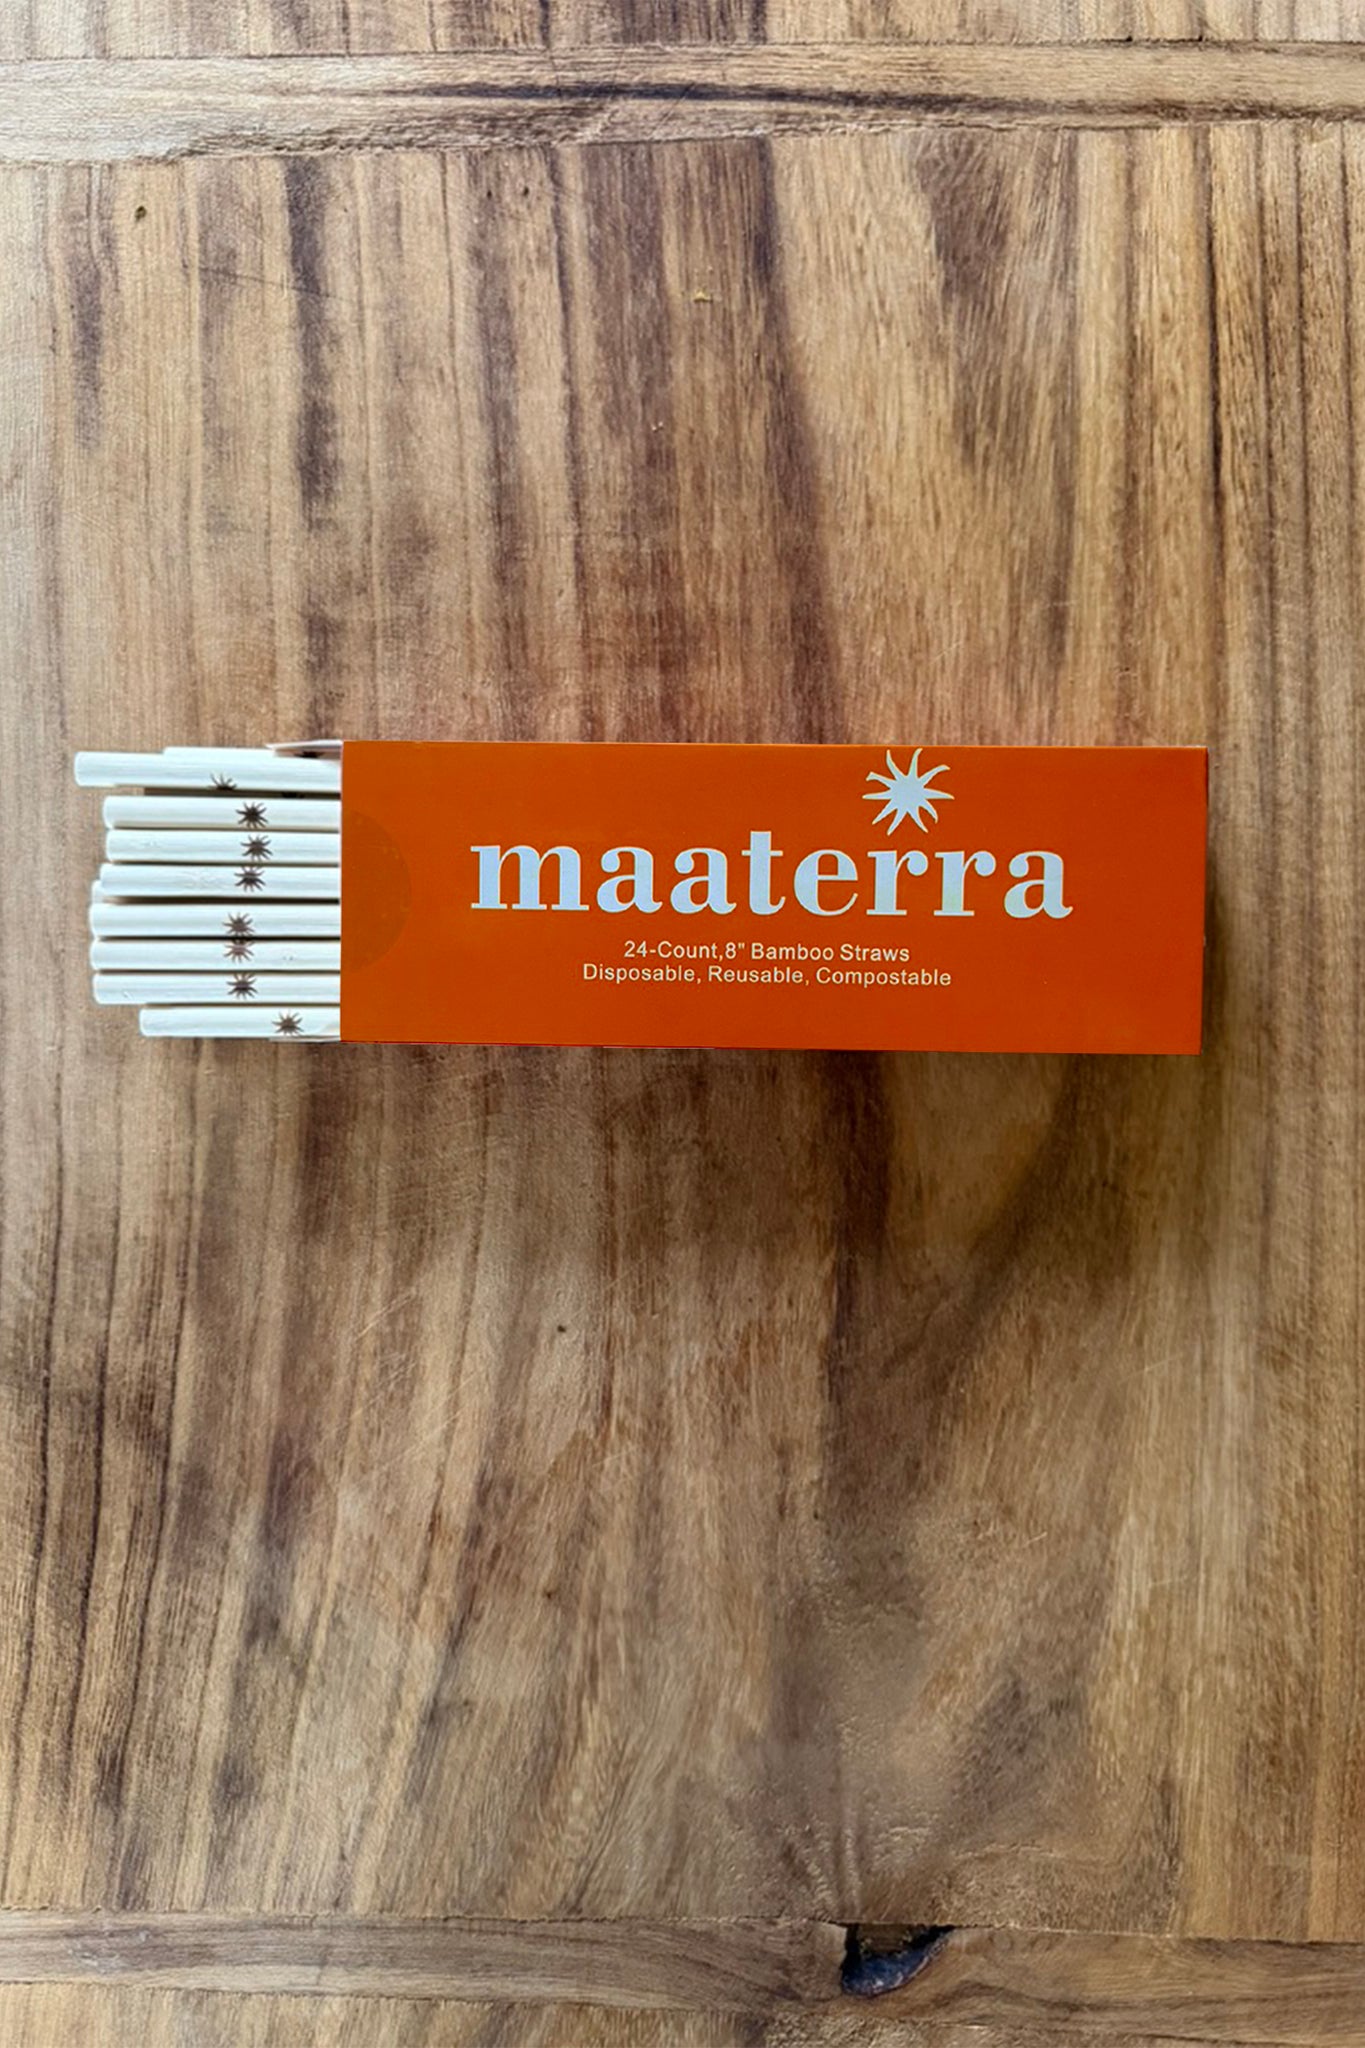 maaterra
24-Count,8" Bamboo Straws
Disposable, Reusable, Compostable